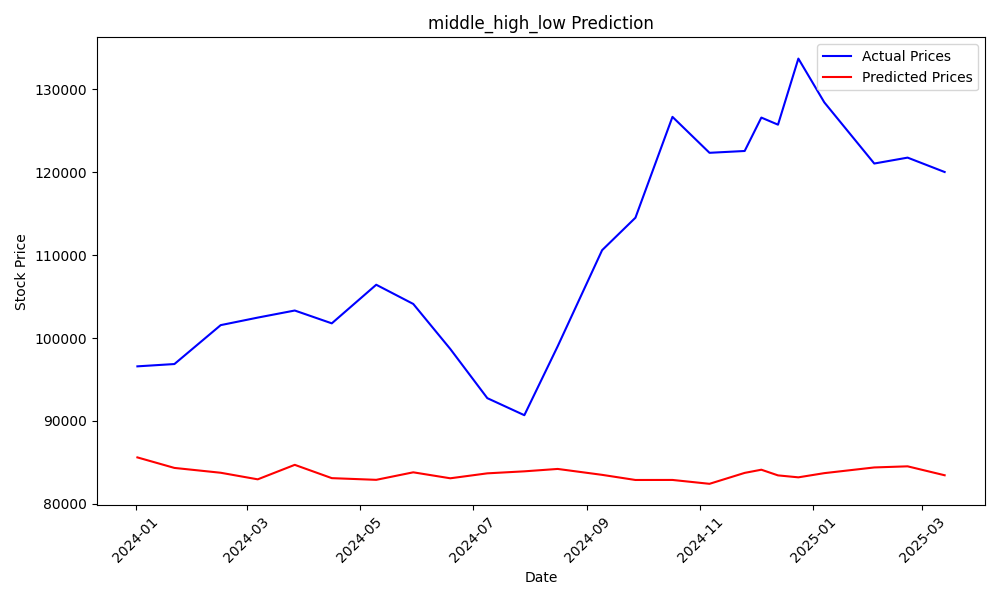 middle_high_low Prediction
Actual Prices
Predicted Prices
Stock Price
130000
120000
110000
100000
90000
80000
2024-01
2024-03
2024-05
2024-07
2024-09
2024-11
2025-01
2025-03
Date